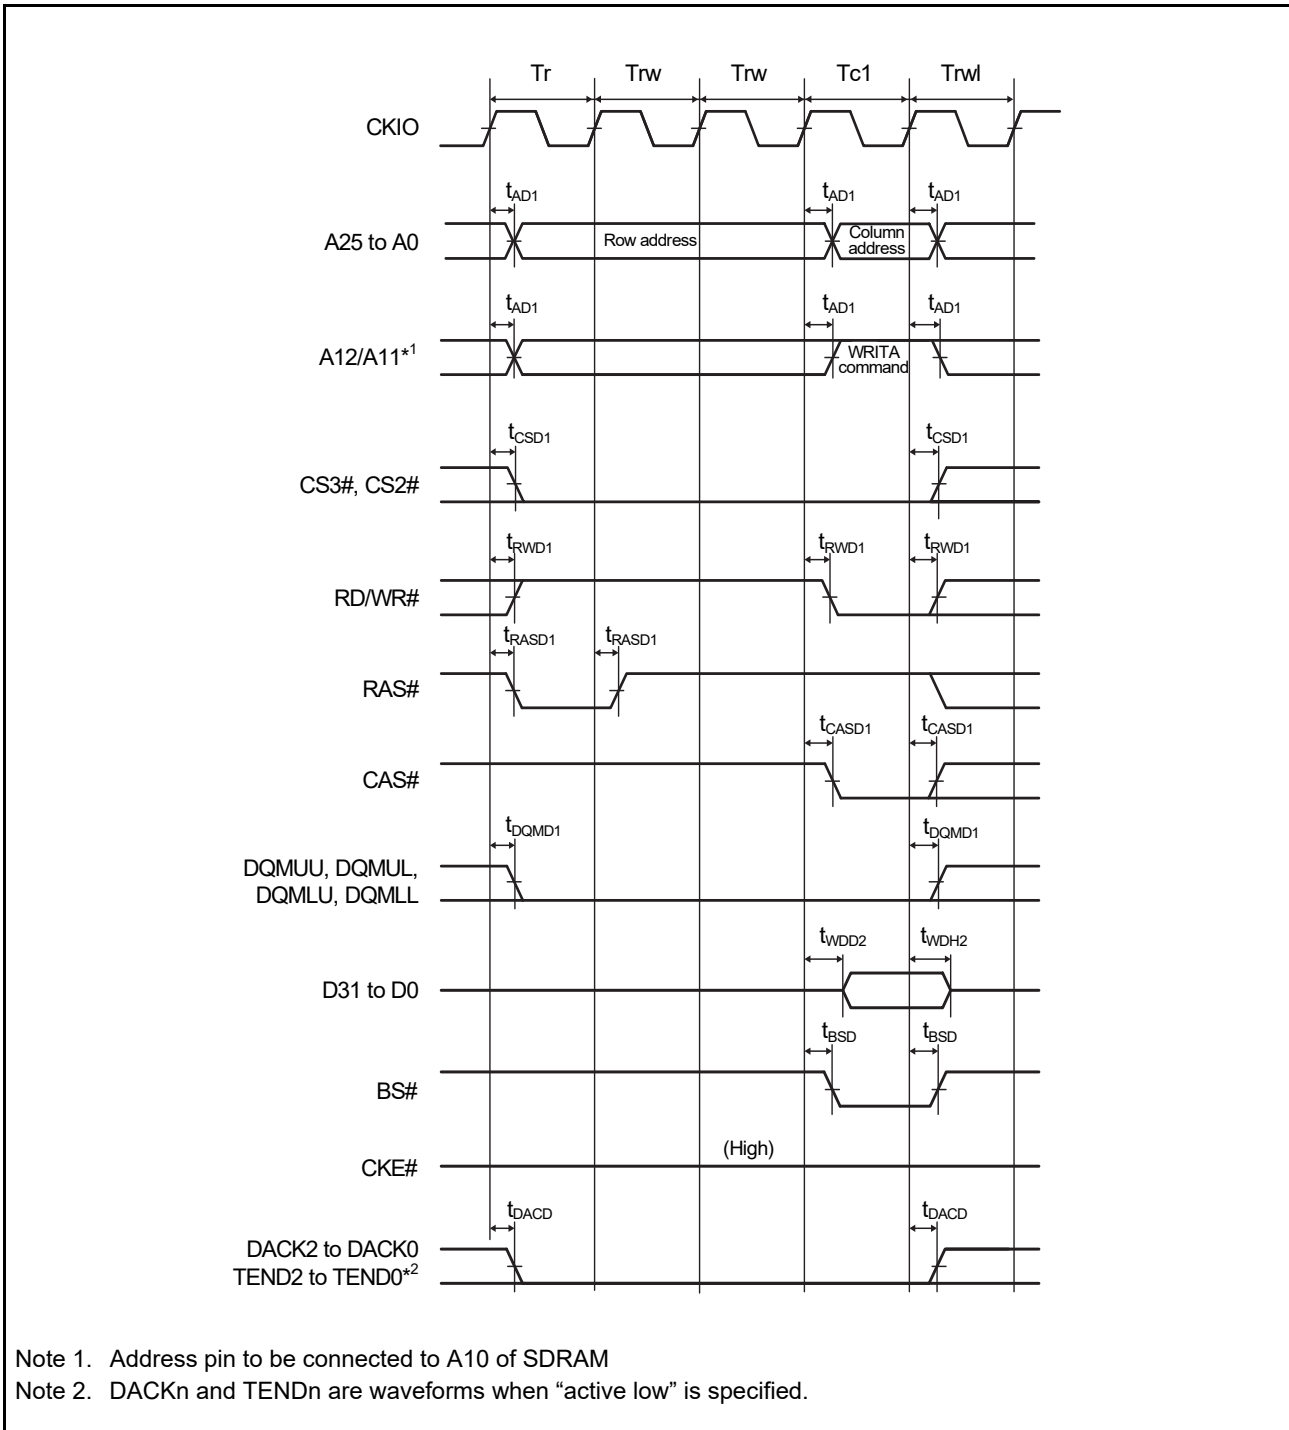 Tr Trw Trw Tc1 Trwl
CKIO
tAD1 tAD1 tAD1
A25 to A0 Row address Column address
tAD1 tAD1 tAD1
A12/A11*1 WRITA command
tCSD1 tCSD1
CS3#, CS2#
tRWD1 tRWD1 tRWD1
RD/WR#
tRASD1 tRASD1
RAS#
tCASD1 tCASD1
CAS#
tDQMD1 tDQMD1
DQMUU, DQMUL,
DQMLU, DQMLL
tWDD2 tWDH2
D31 to D0
tBSD tBSD
BS#
(High)
CKE#
tDACD tDACD
DACK2 to DACK0
TEND2 to TEND0*2
Note 1. Address pin to be connected to A10 of SDRAM
Note 2. DACKn and TENDn are waveforms when “active low” is specified.